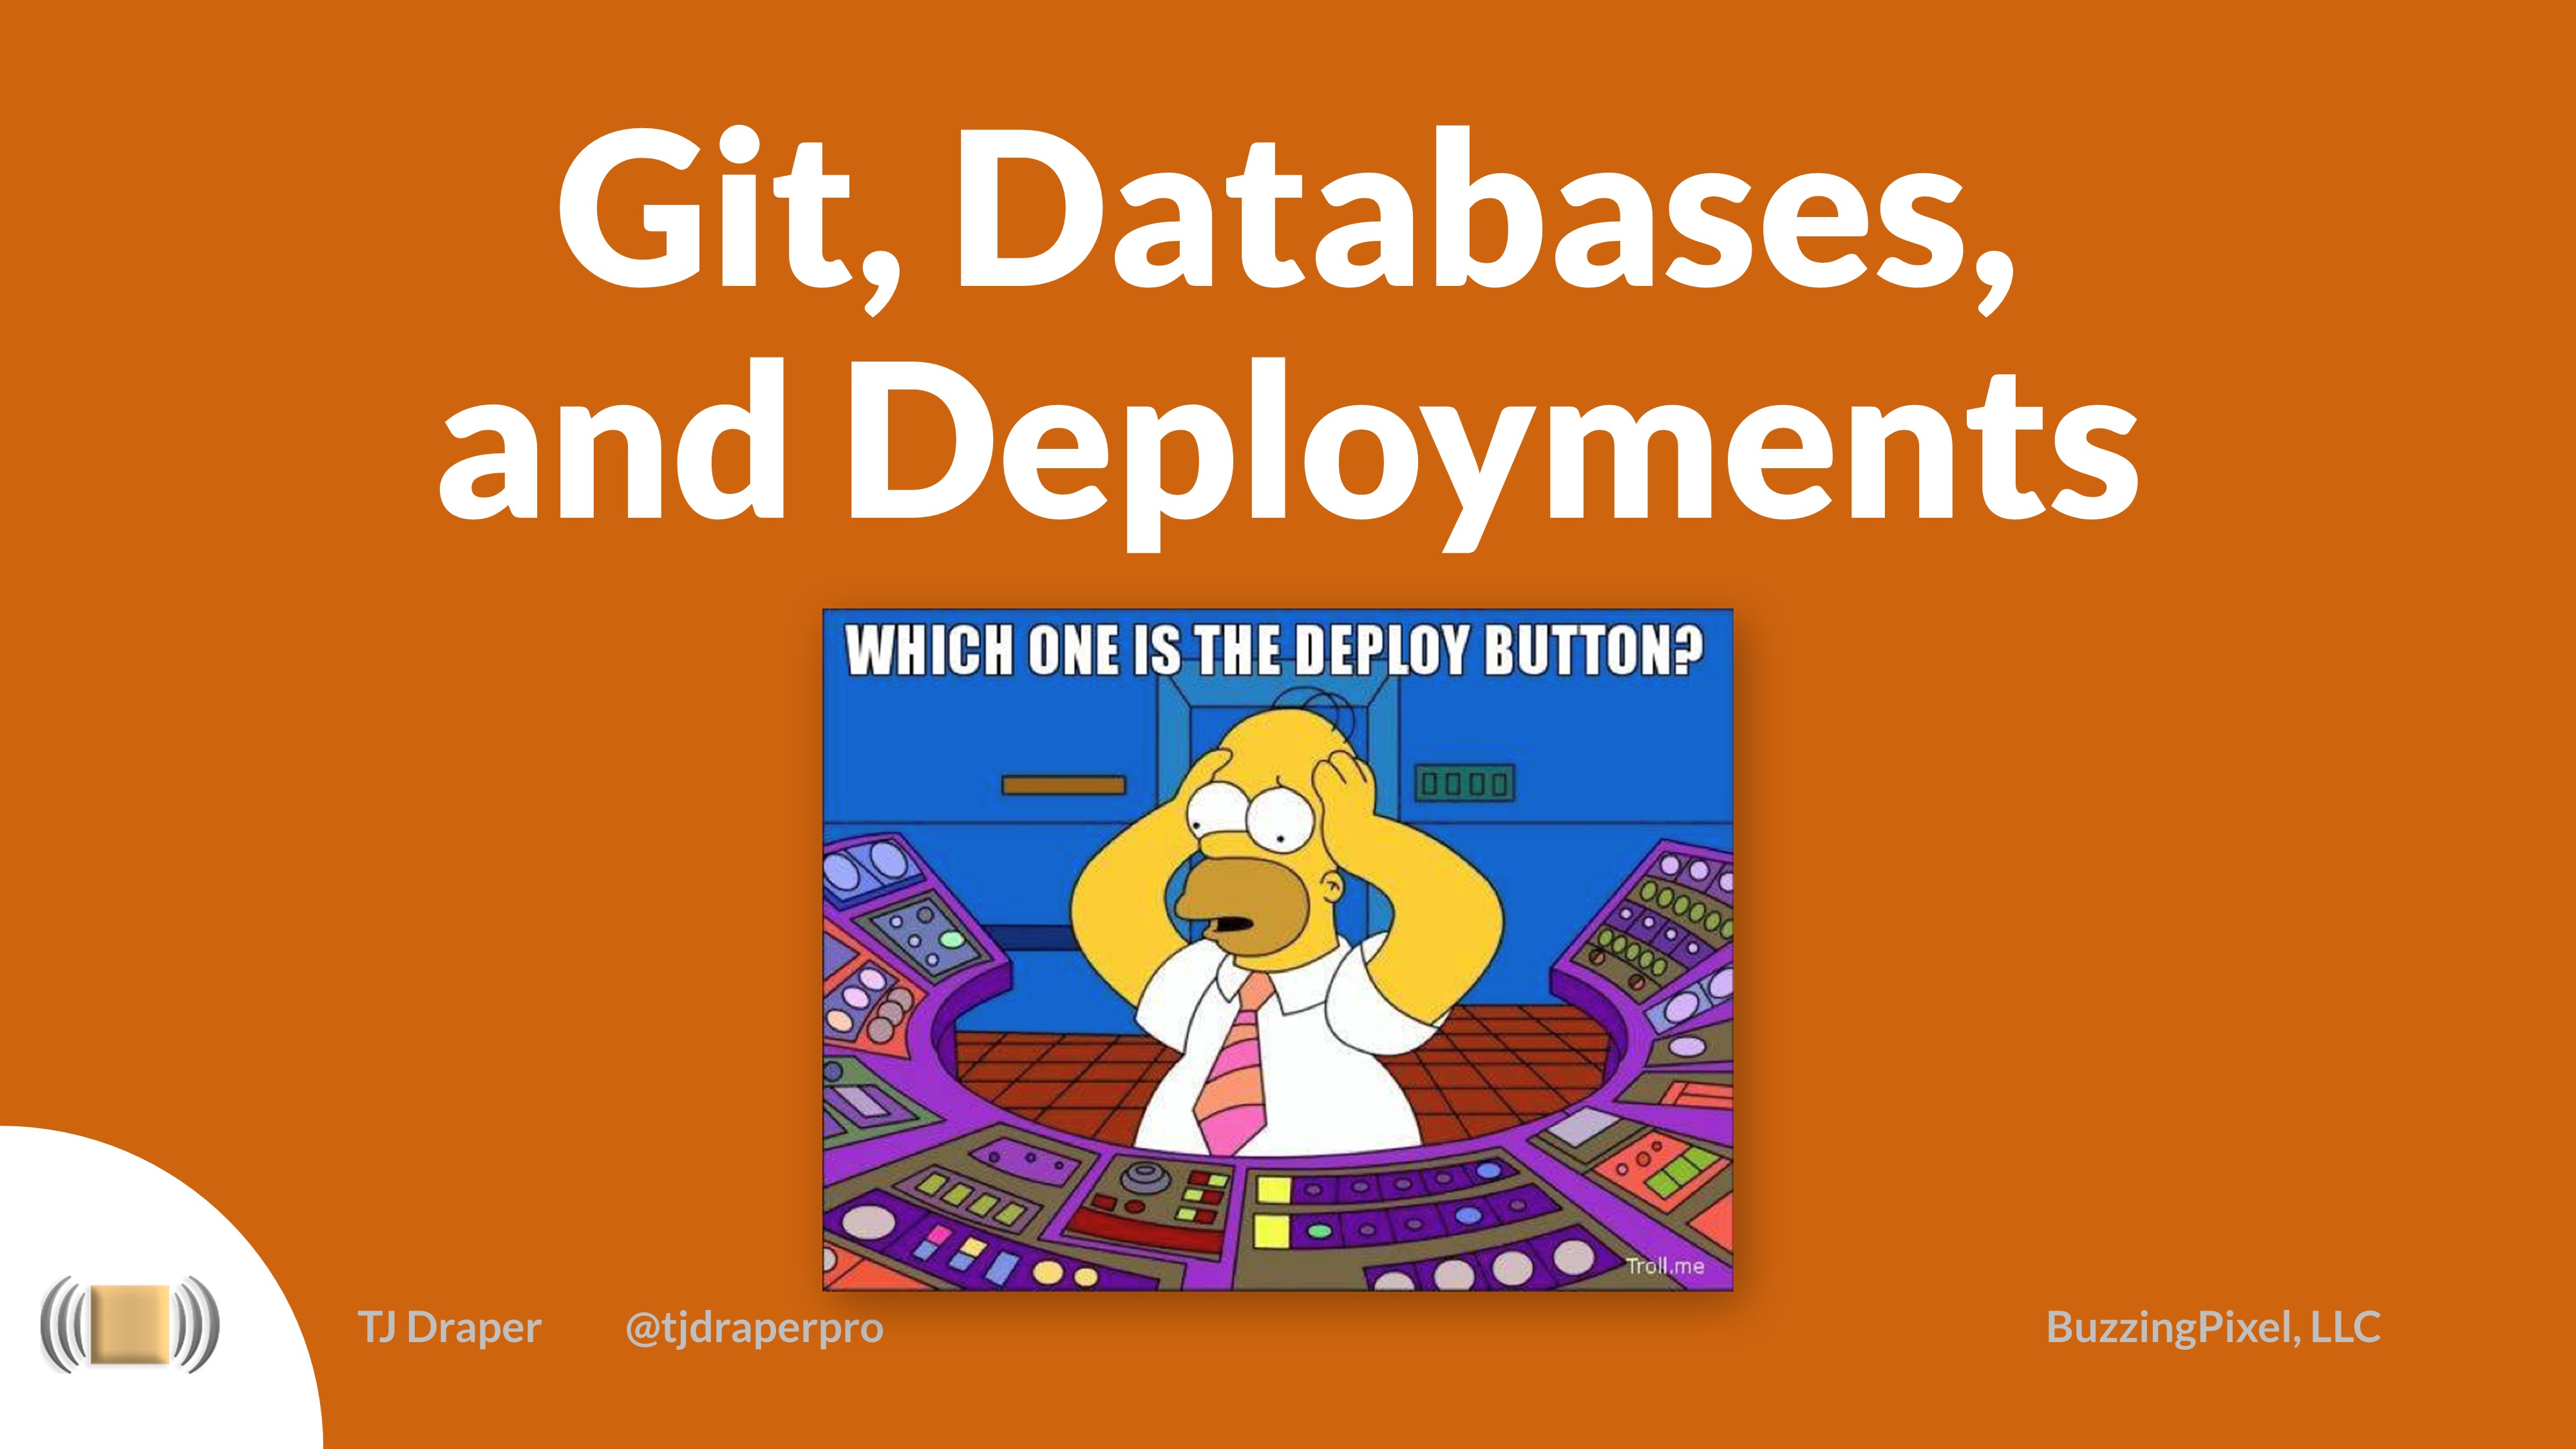 Git, Databases,
and Deployments
WHICH ONE IS THE DEPLOY BUTTON?
Troll.me
TJ Draper @tjdraperpro BuzzingPixel, LLC